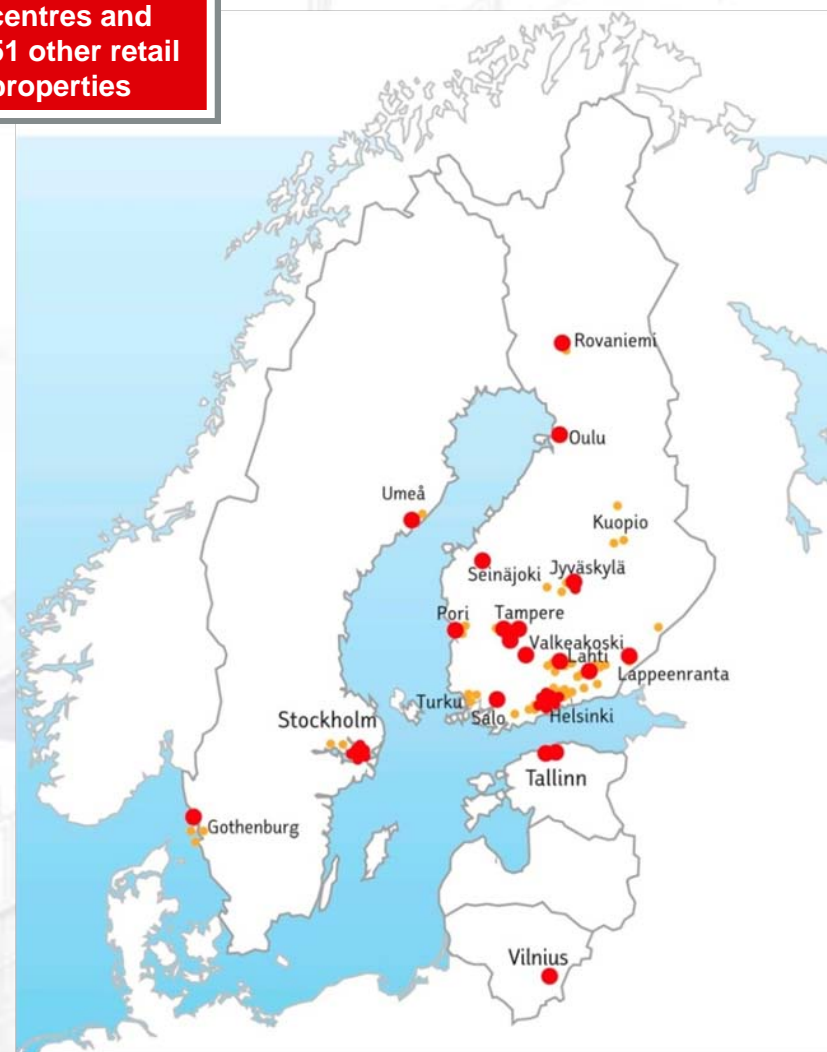 centres and
51 other retail
properties
Rovaniemi
Oulu
Umeå
Kuopio
Seinäjoki
Jyväskylä
Pori
Tampere
Valkeakoski
Lahti
Lappeenranta
Turku
Salo
Helsinki
Stockholm
Tallinn
Gothenburg
Vilnius